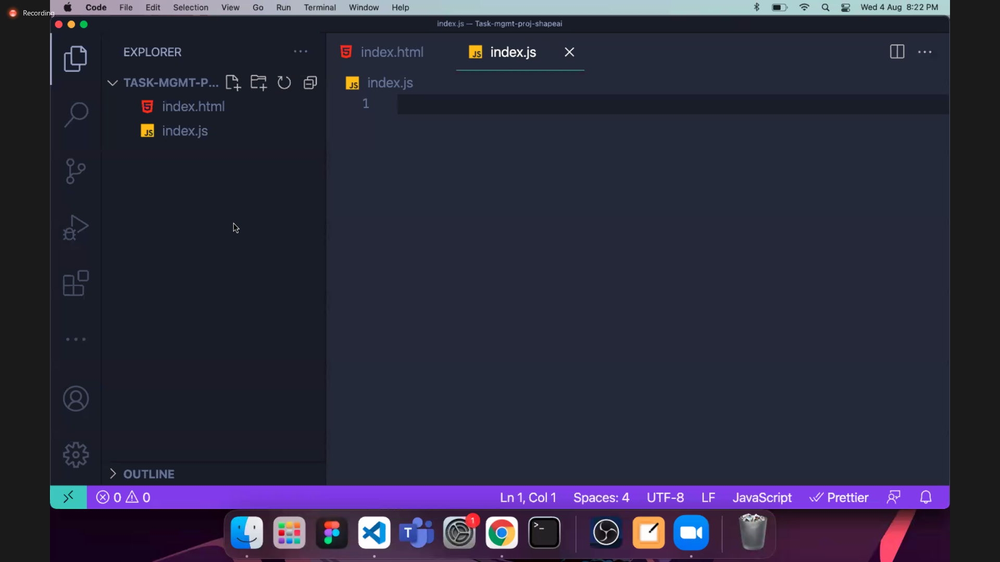 Recording
Code File Edit Selection View Go Run Terminal Window Help Wed 4 Aug 8:22 PM
index.js — Task-mgmt-proj-shapeai
EXPLORER
TASK-MGMT-P...
index.html
index.js
OUTLINE
index.html index.js
JS index.js
1
0 0 Ln 1, Col 1 Spaces: 4 UTF-8 LF JavaScript Prettier
T 1 >_